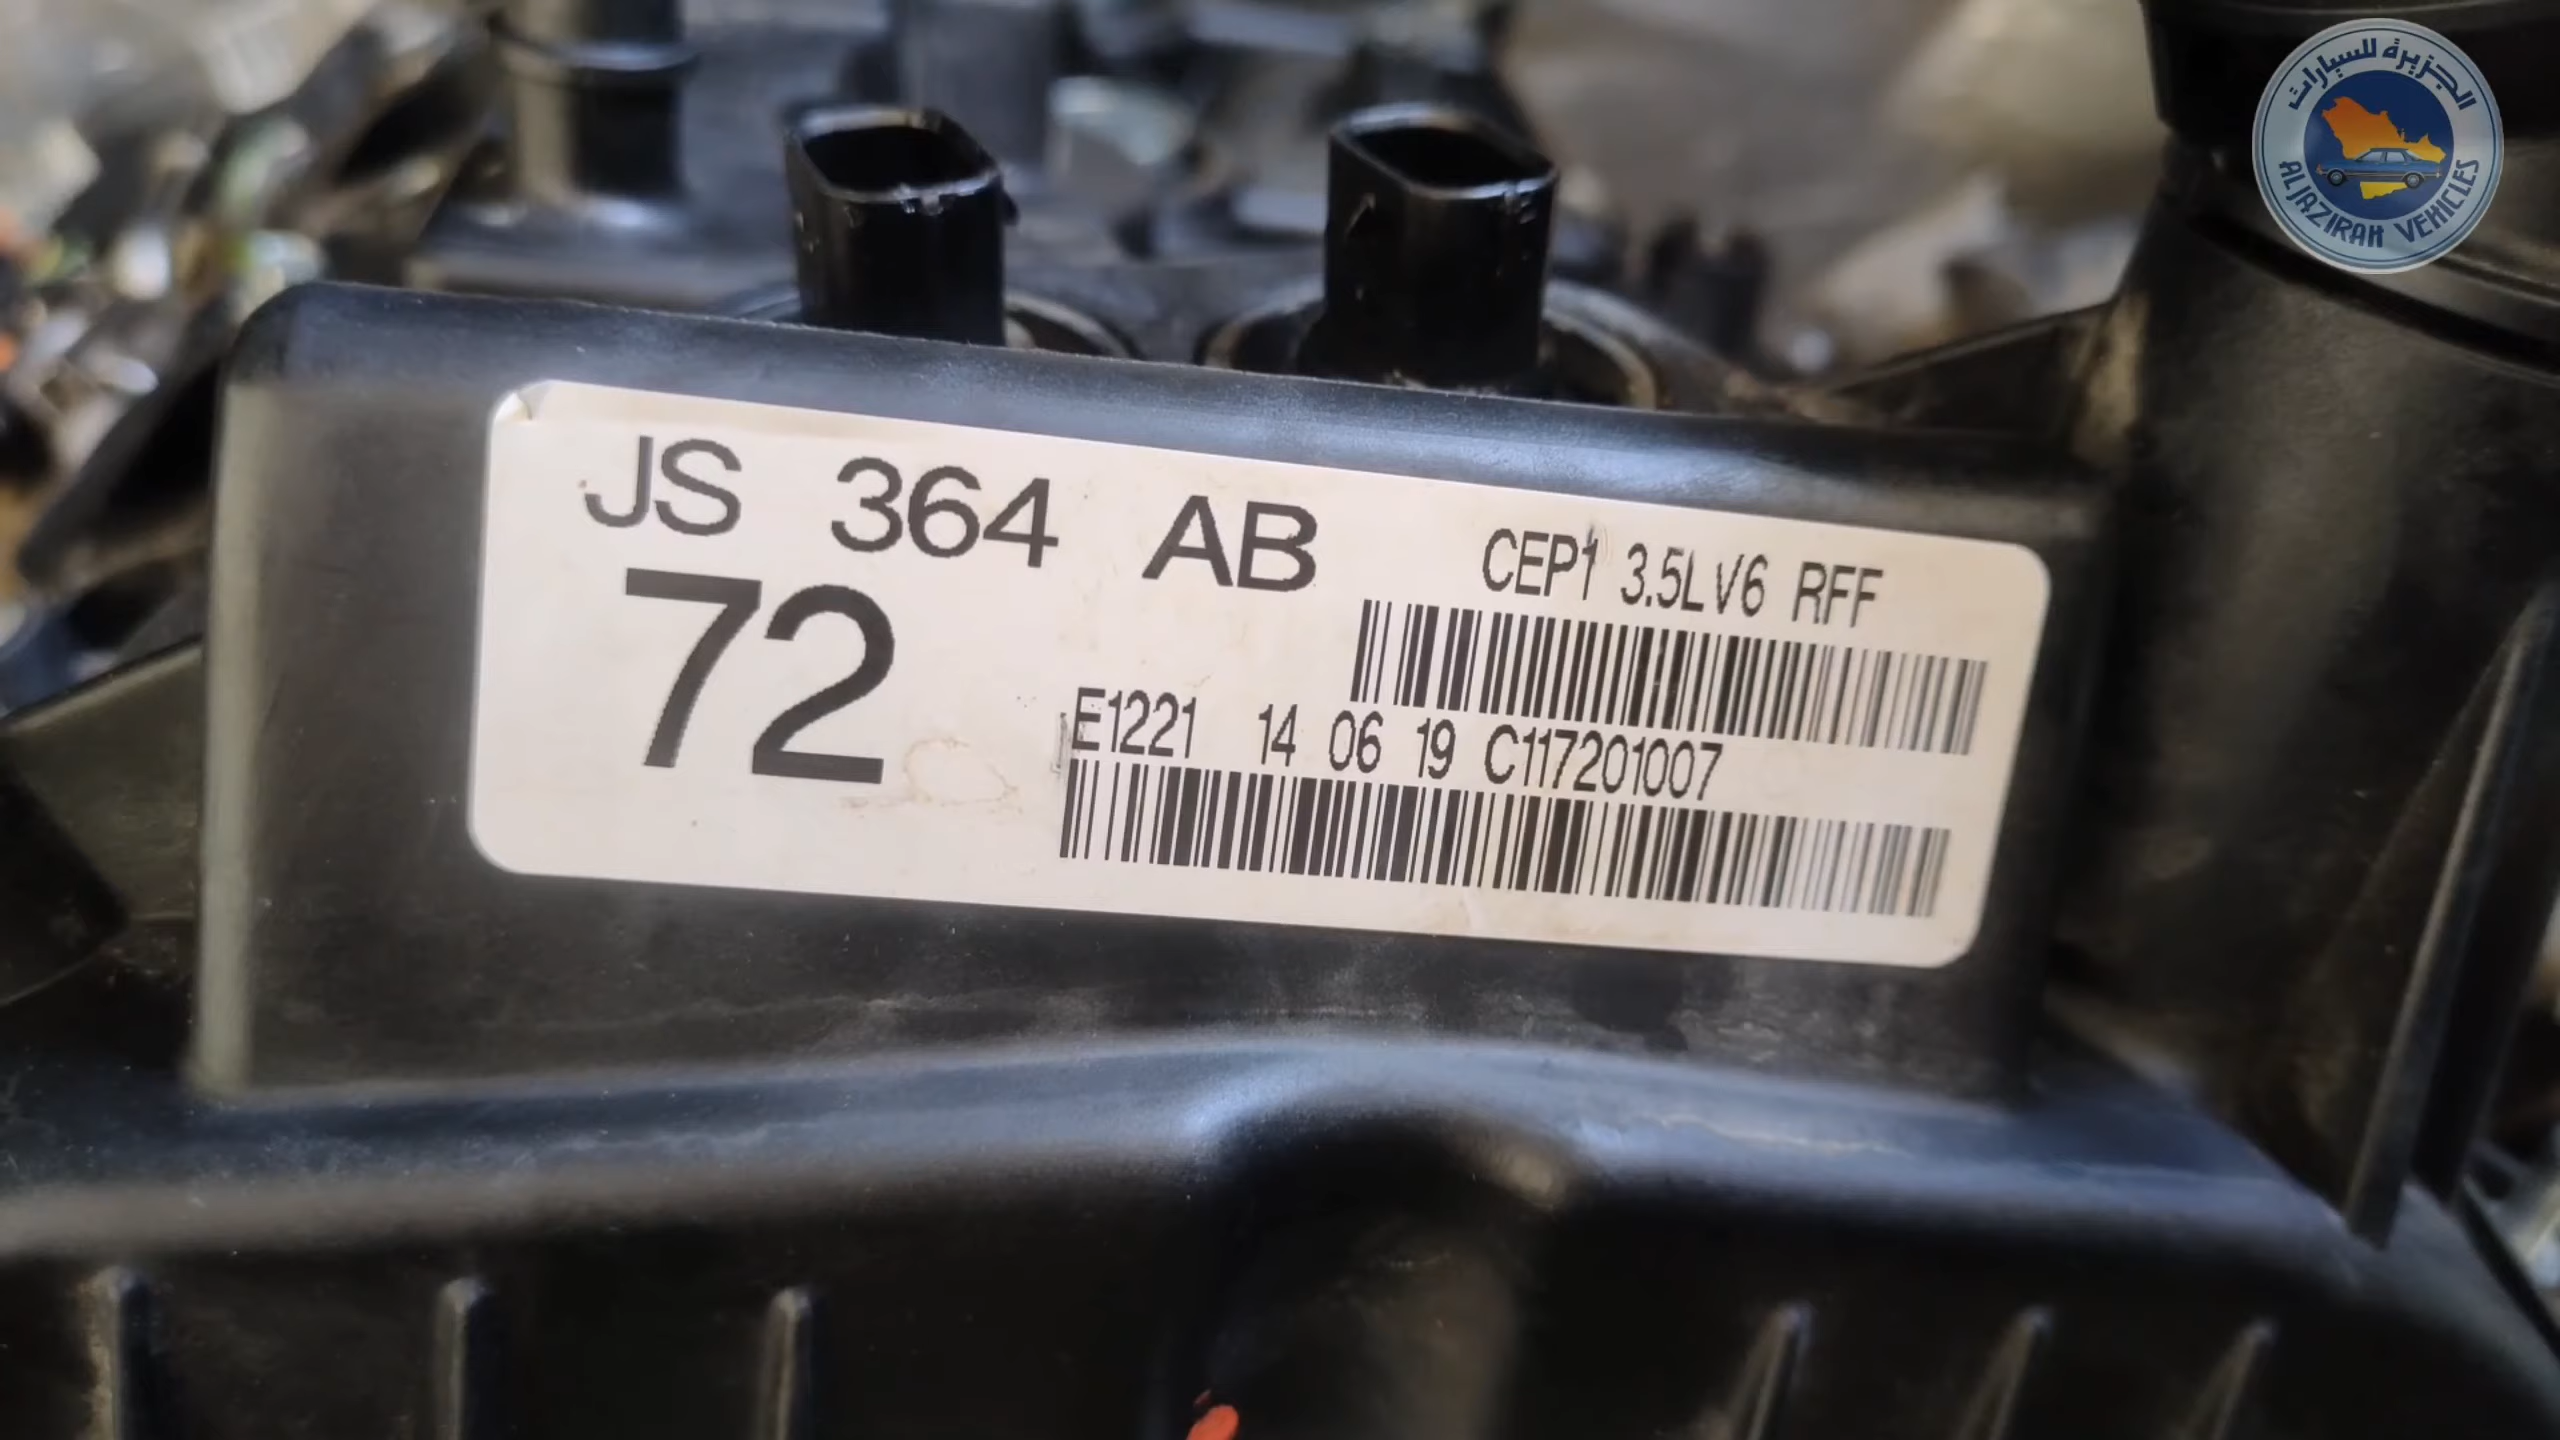 JS 364 AB
72
CEP1 3.5LV6 RFF
E1221 14 06 19 C117201007
الجزيرة للسيارات
ALJAZIRAH VEHICLES